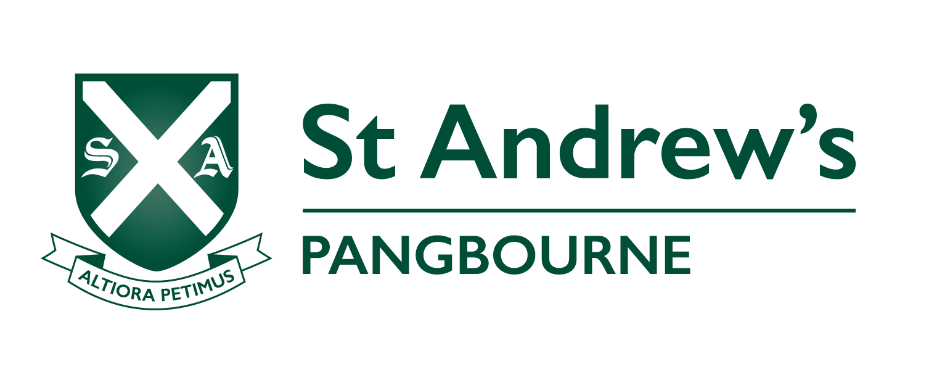 S A
ALTIORA PETIMUS
St Andrew’s
PANGBOURNE